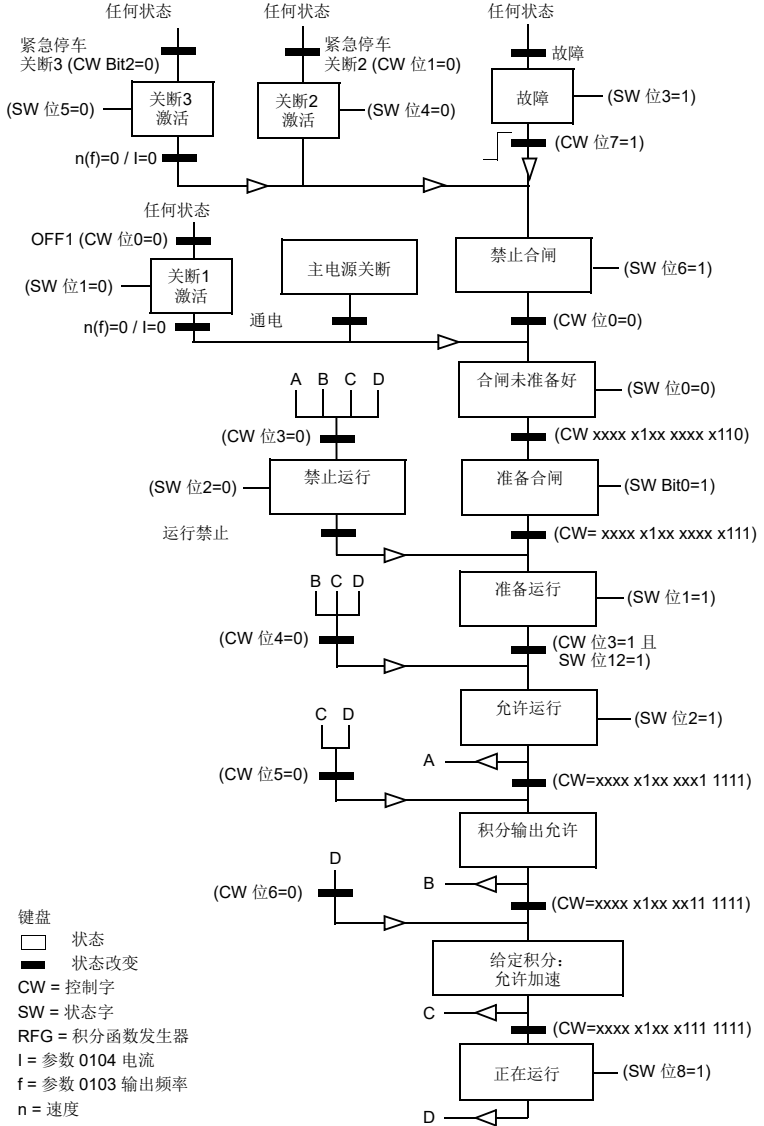 任何状态
任何状态
任何状态
紧急停车
关断3 (CW Bit2=0)
紧急停车
关断2 (CW 位1=0)
故障
(SW 位5=0)
关断3
激活
关断2
激活
(SW 位4=0)
故障
(SW 位3=1)
n(f)=0 / I=0
(CW 位7=1)
任何状态
OFF1 (CW 位0=0)
(SW 位1=0)
关断1
激活
主电源关断
禁止合闸
(SW 位6=1)
n(f)=0 / I=0
通电
(CW 位0=0)
A B C D
合闸未准备好
(SW 位0=0)
(CW 位3=0)
(CW xxxx x1xx xxxx x110)
(SW 位2=0)
禁止运行
准备合闸
(SW Bit0=1)
运行禁止
(CW= xxxx x1xx xxxx x111)
B C D
准备运行
(SW 位1=1)
(CW 位4=0)
(CW 位3=1 且
SW 位12=1)
C D
允许运行
(SW 位2=1)
A
(CW 位5=0)
(CW=xxxx x1xx xxx1 1111)
积分输出允许
D
B
(CW 位6=0)
(CW=xxxx x1xx xx11 1111)
给定积分：
允许加速
C
(CW=xxxx x1xx x111 1111)
正在运行
(SW 位8=1)
D
键盘
状态
状态改变
CW = 控制字
SW = 状态字
RFG = 积分函数发生器
I = 参数 0104 电流
f = 参数 0103 输出频率
n = 速度